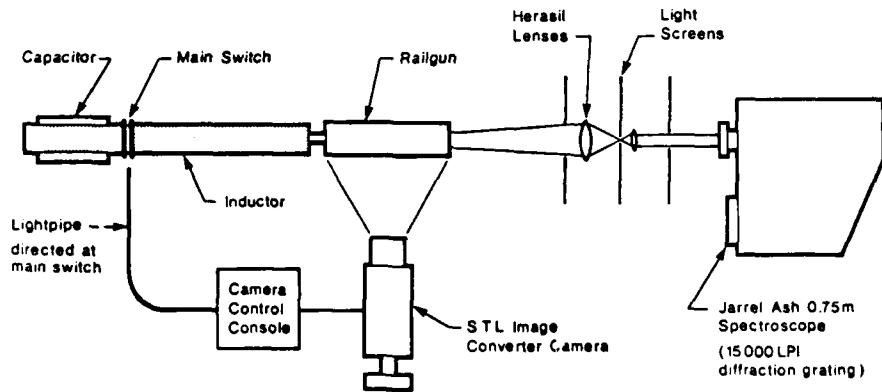 Herasil
Lenses
Light
Screens
Capacitor
Main Switch
Railgun
Inductor
Lightpipe
directed at
main switch
Camera
Control
Console
STL Image
Converter Camera
Jarrel Ash 0.75m
Spectroscope
(15000 LPI
diffraction grating)